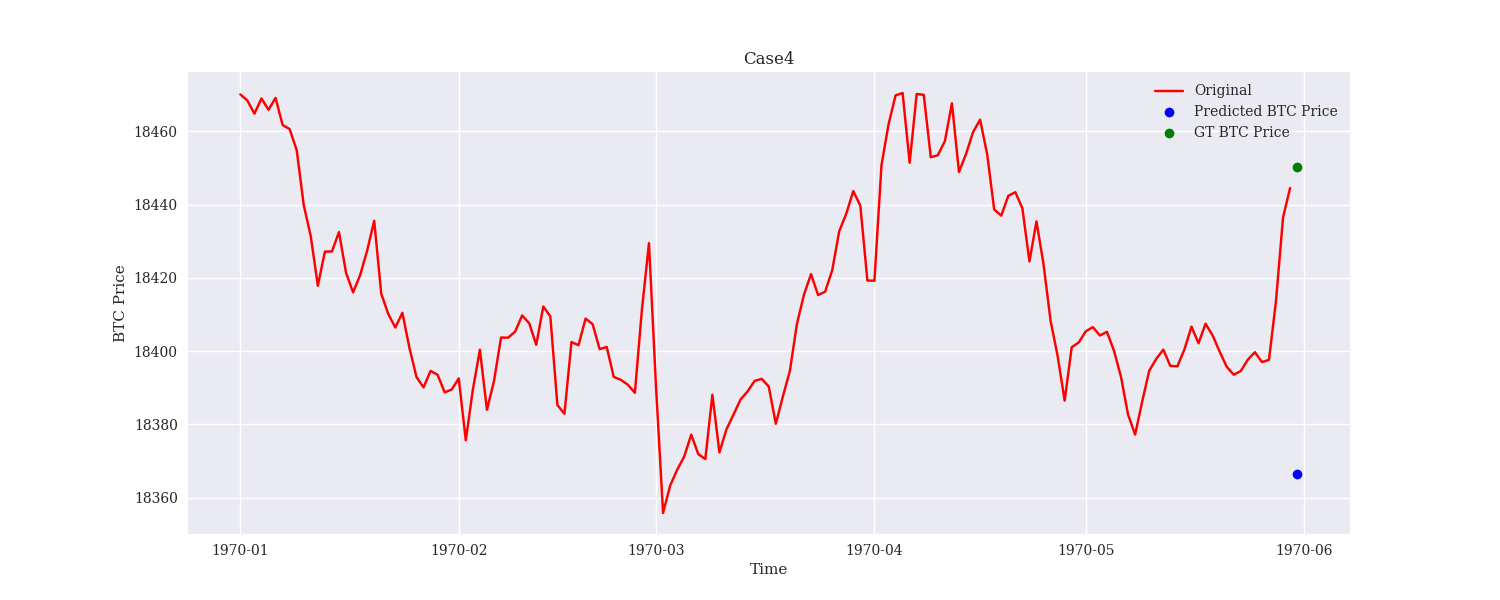 Case4
Original
Predicted BTC Price
GT BTC Price
BTC Price
18460
18440
18420
18400
18380
18360
1970-01 1970-02 1970-03 1970-04 1970-05 1970-06
Time